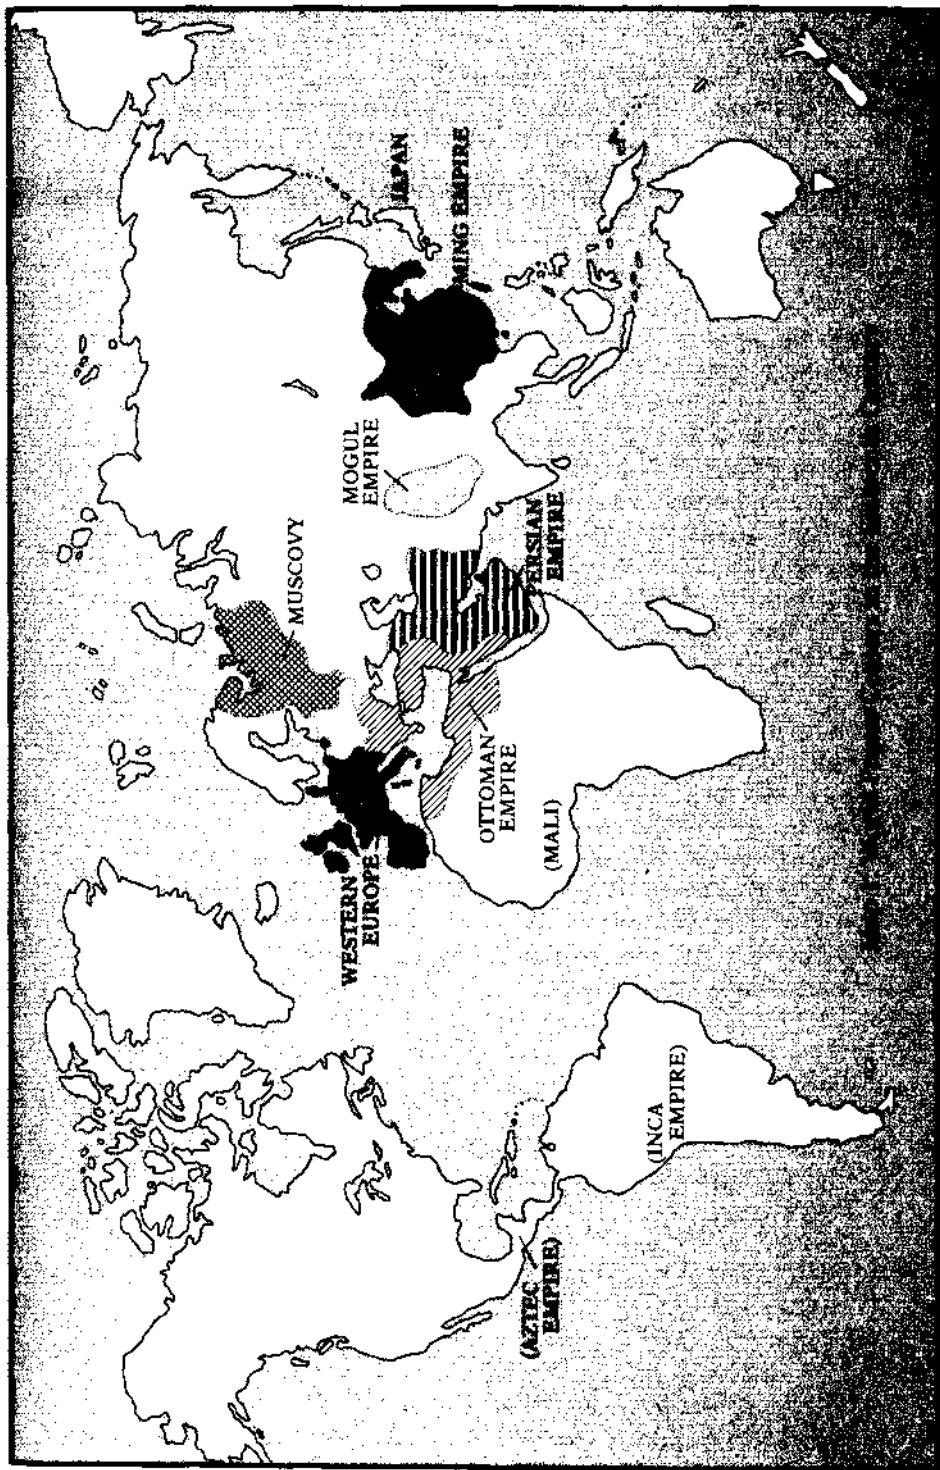 WESTERN
EUROPE
MUSCOVY
MOGUL
EMPIRE
JAPAN
MING EMPIRE
OTTOMAN
EMPIRE
PERSIAN
EMPIRE
(MALI)
(AZTEC
EMPIRE)
(INCA
EMPIRE)